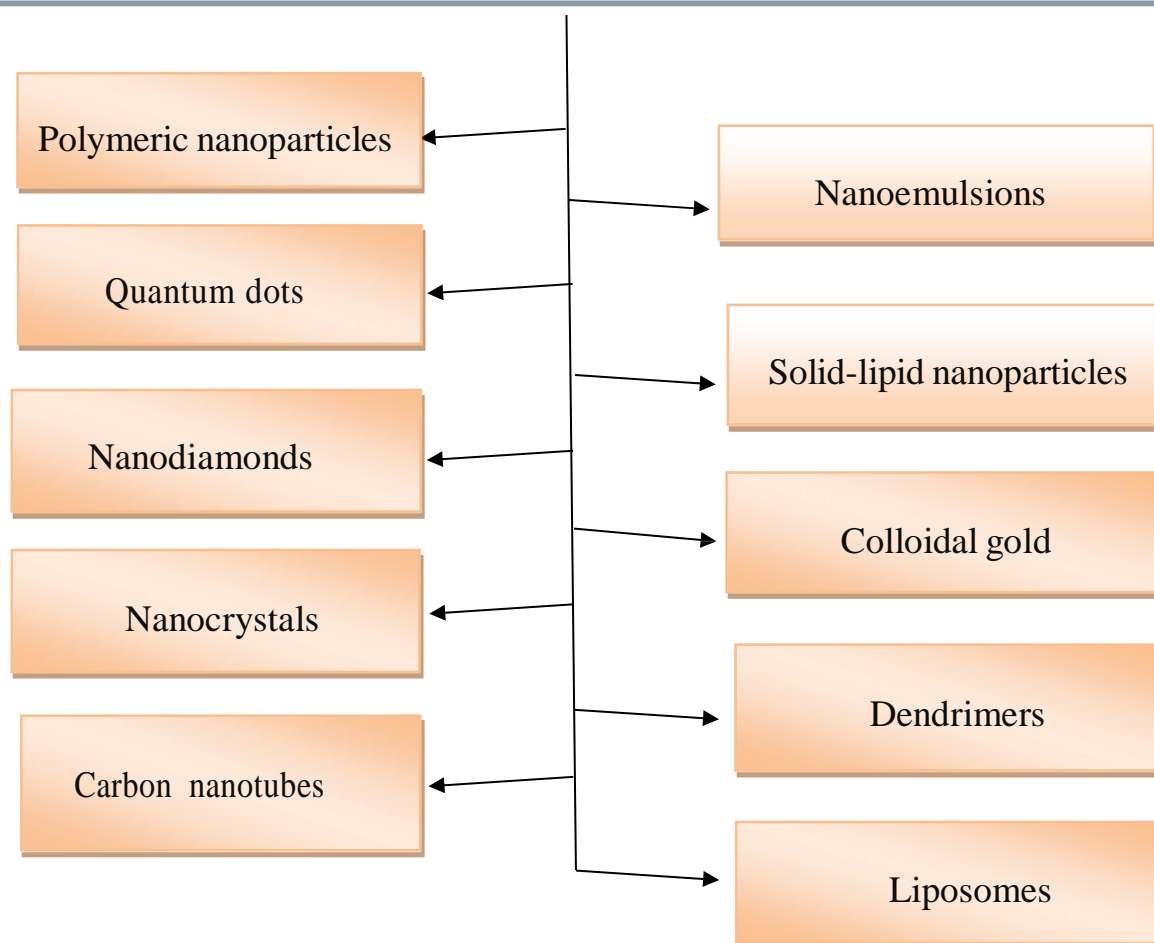 Polymeric nanoparticles
Quantum dots
Nanodiamonds
Nanocrystals
Carbon nanotubes
Nanoemulsions
Solid-lipid nanoparticles
Colloidal gold
Dendrimers
Liposomes